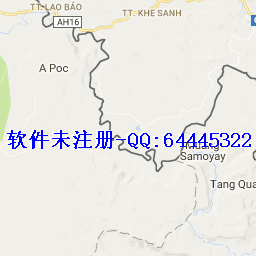 TT. LAO BẢO
AH16
TT. KHE SANH
A Poc
软件未注册-QQ:64445322
Samoyay
Tang Qua